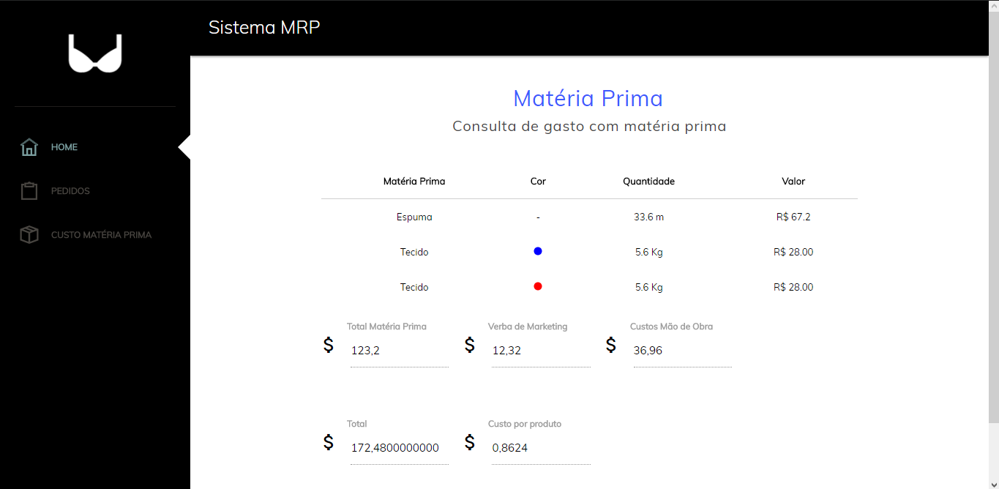 Sistema MRP
HOME
PEDIDOS
CUSTO MATÉRIA PRIMA
Matéria Prima
Consulta de gasto com matéria prima
Matéria Prima Cor Quantidade Valor
Espuma - 33.6 m R$ 67.2
Tecido 5.6 Kg R$ 28.00
Tecido 5.6 Kg R$ 28.00
Total Matéria Prima Verba de Marketing Custos Mão de Obra
$ 123,2 $ 12,32 $ 36,96
Total Custo por produto
$ 172,4800000000 $ 0,8624